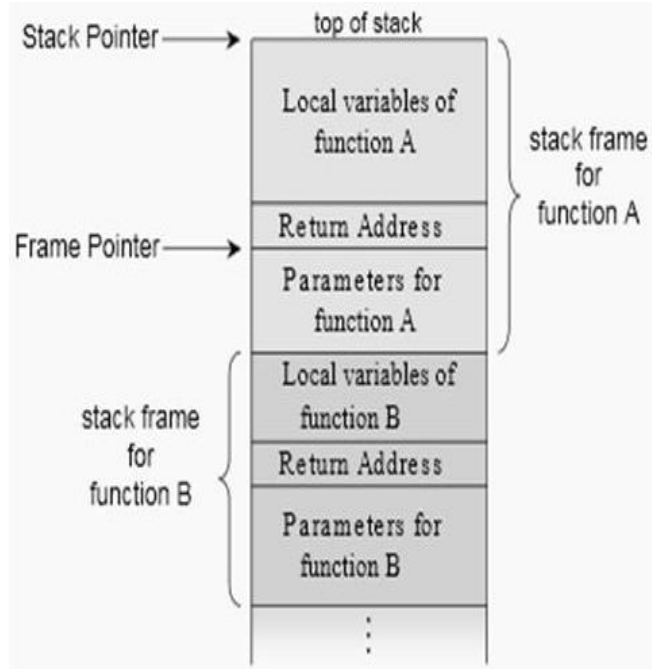 top of stack
Stack Pointer
Local variables of
function A
stack frame
for
function A
Return Address
Frame Pointer
Parameters for
function A
Local variables of
function B
stack frame
for
function B
Return Address
Parameters for
function B